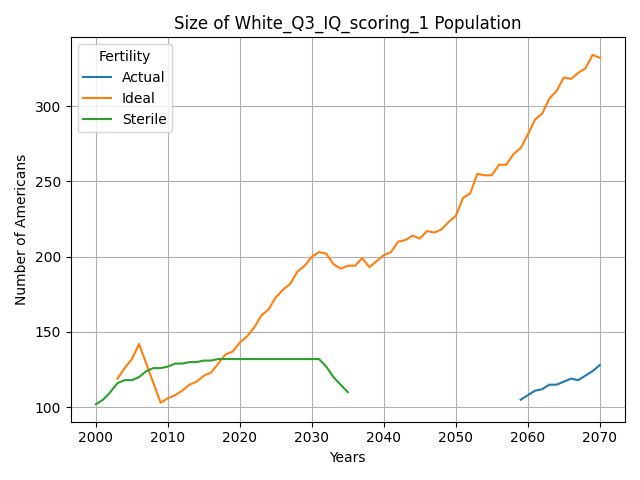 Size of White_Q3_IQ_scoring_1 Population
Fertility
Actual
Ideal
Sterile
Number of Americans
300
250
200
150
100
2000
2010
2020
2030
2040
2050
2060
2070
Years